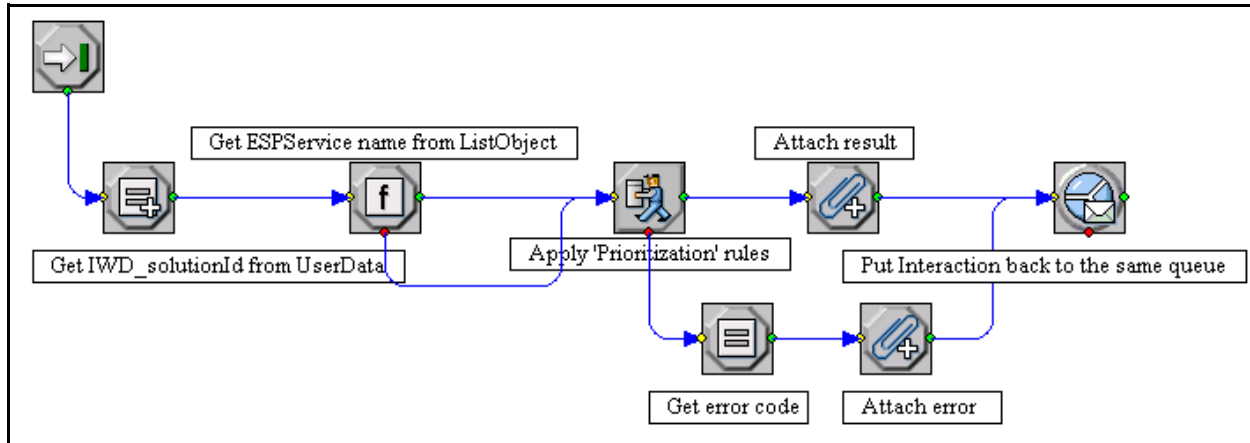 Get ESPService name from ListObject
Attach result
f
Get IWD_solutionId from UserData
Apply 'Prioritization' rules
Put Interaction back to the same queue
Get error code
Attach error